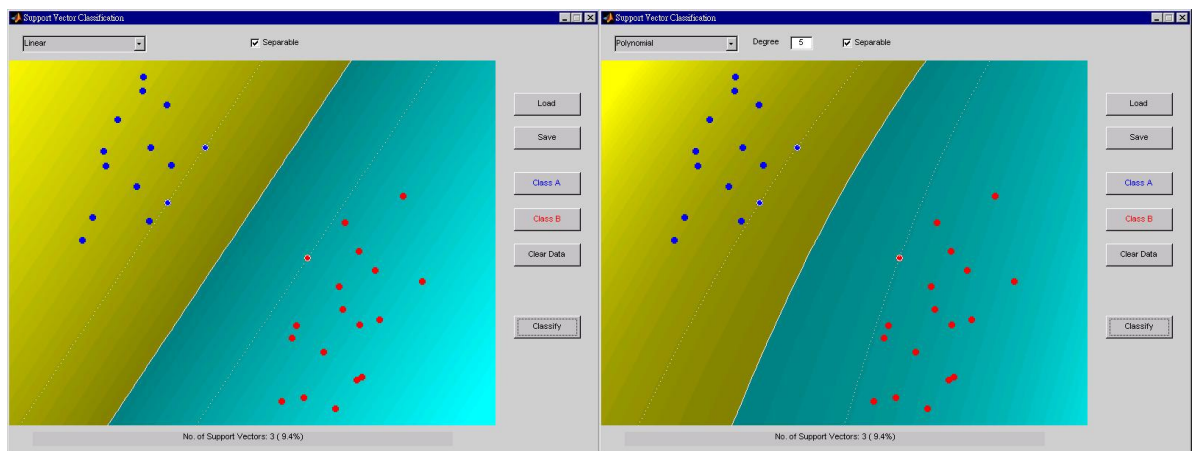 Support Vector Classification
Linear
Separable
Load
Save
Class A
Class B
Clear Data
Classify
No. of Support Vectors: 3 ( 9.4%)
Support Vector Classification
Polynomial
Degree 5
Separable
Load
Save
Class A
Class B
Clear Data
Classify
No. of Support Vectors: 3 ( 9.4%)